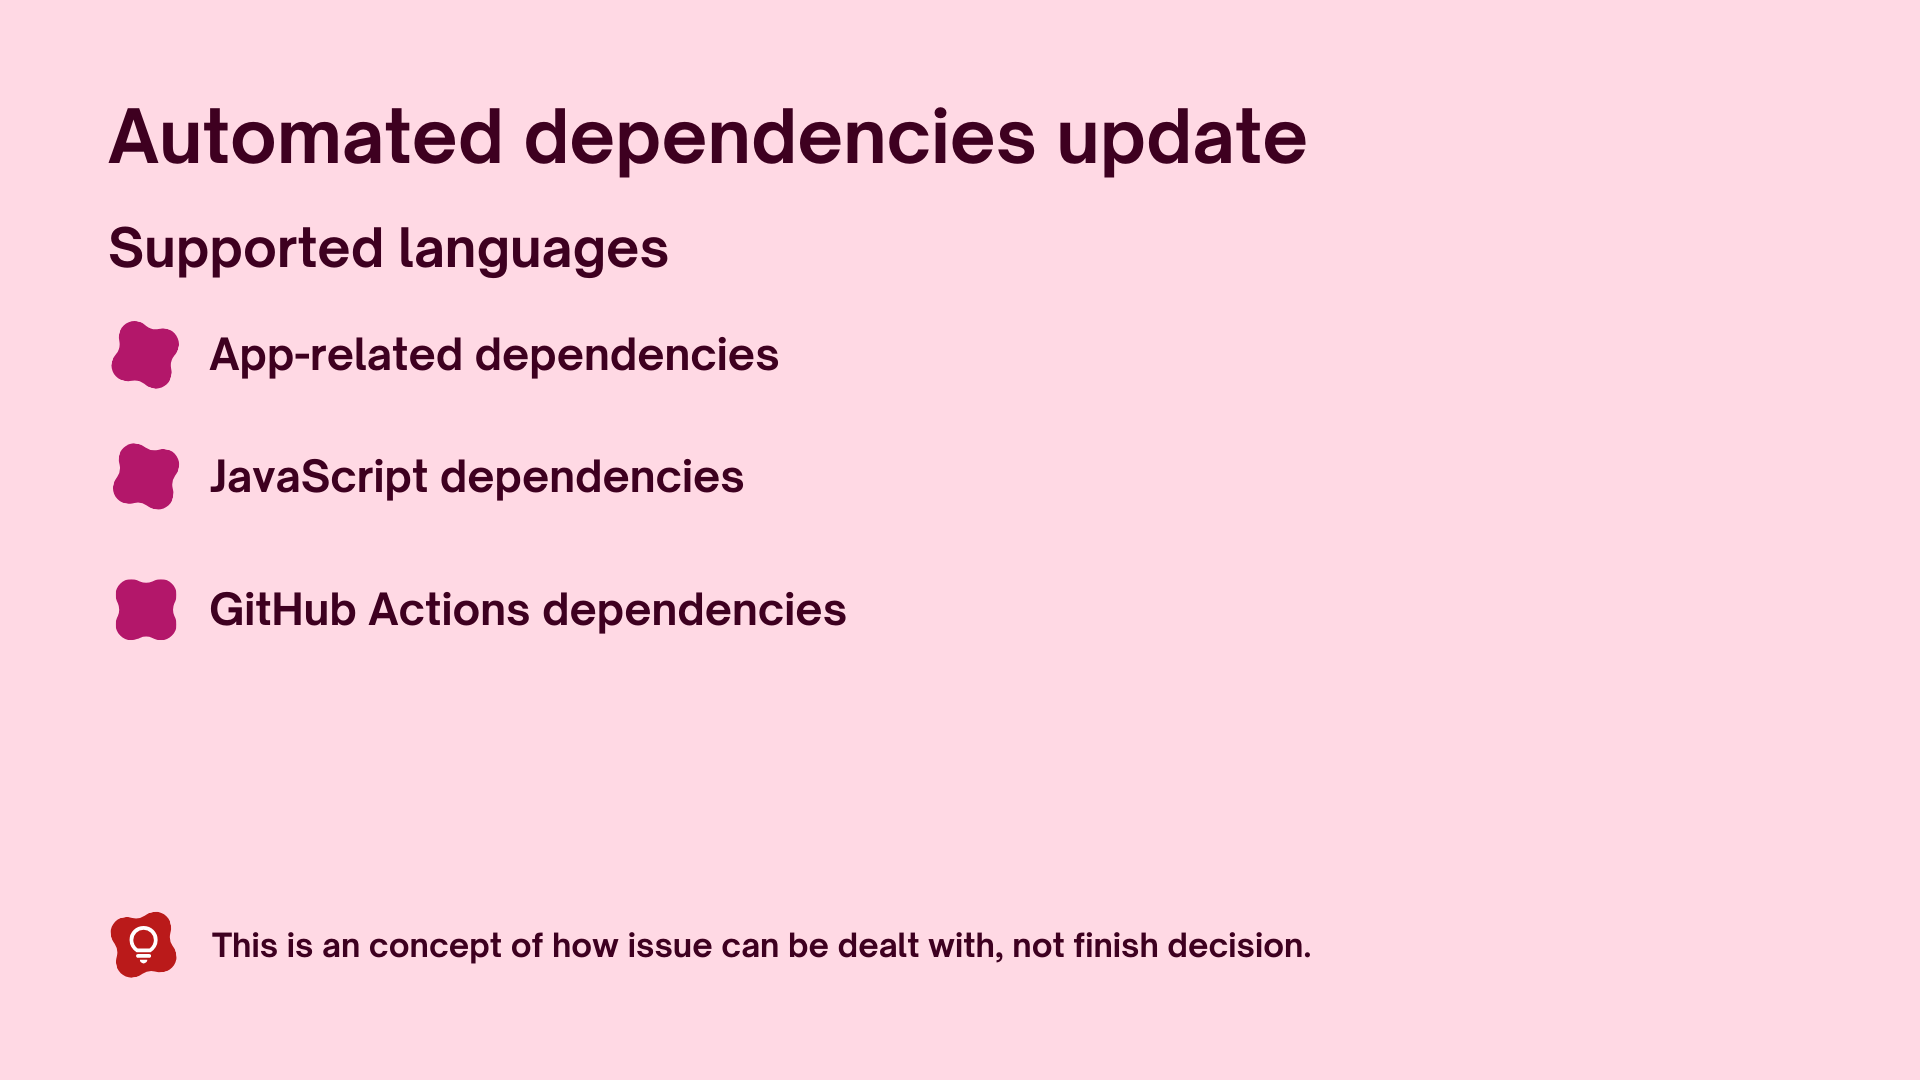 Automated dependencies update
Supported languages
App-related dependencies
JavaScript dependencies
GitHub Actions dependencies
This is an concept of how issue can be dealt with, not finish decision.